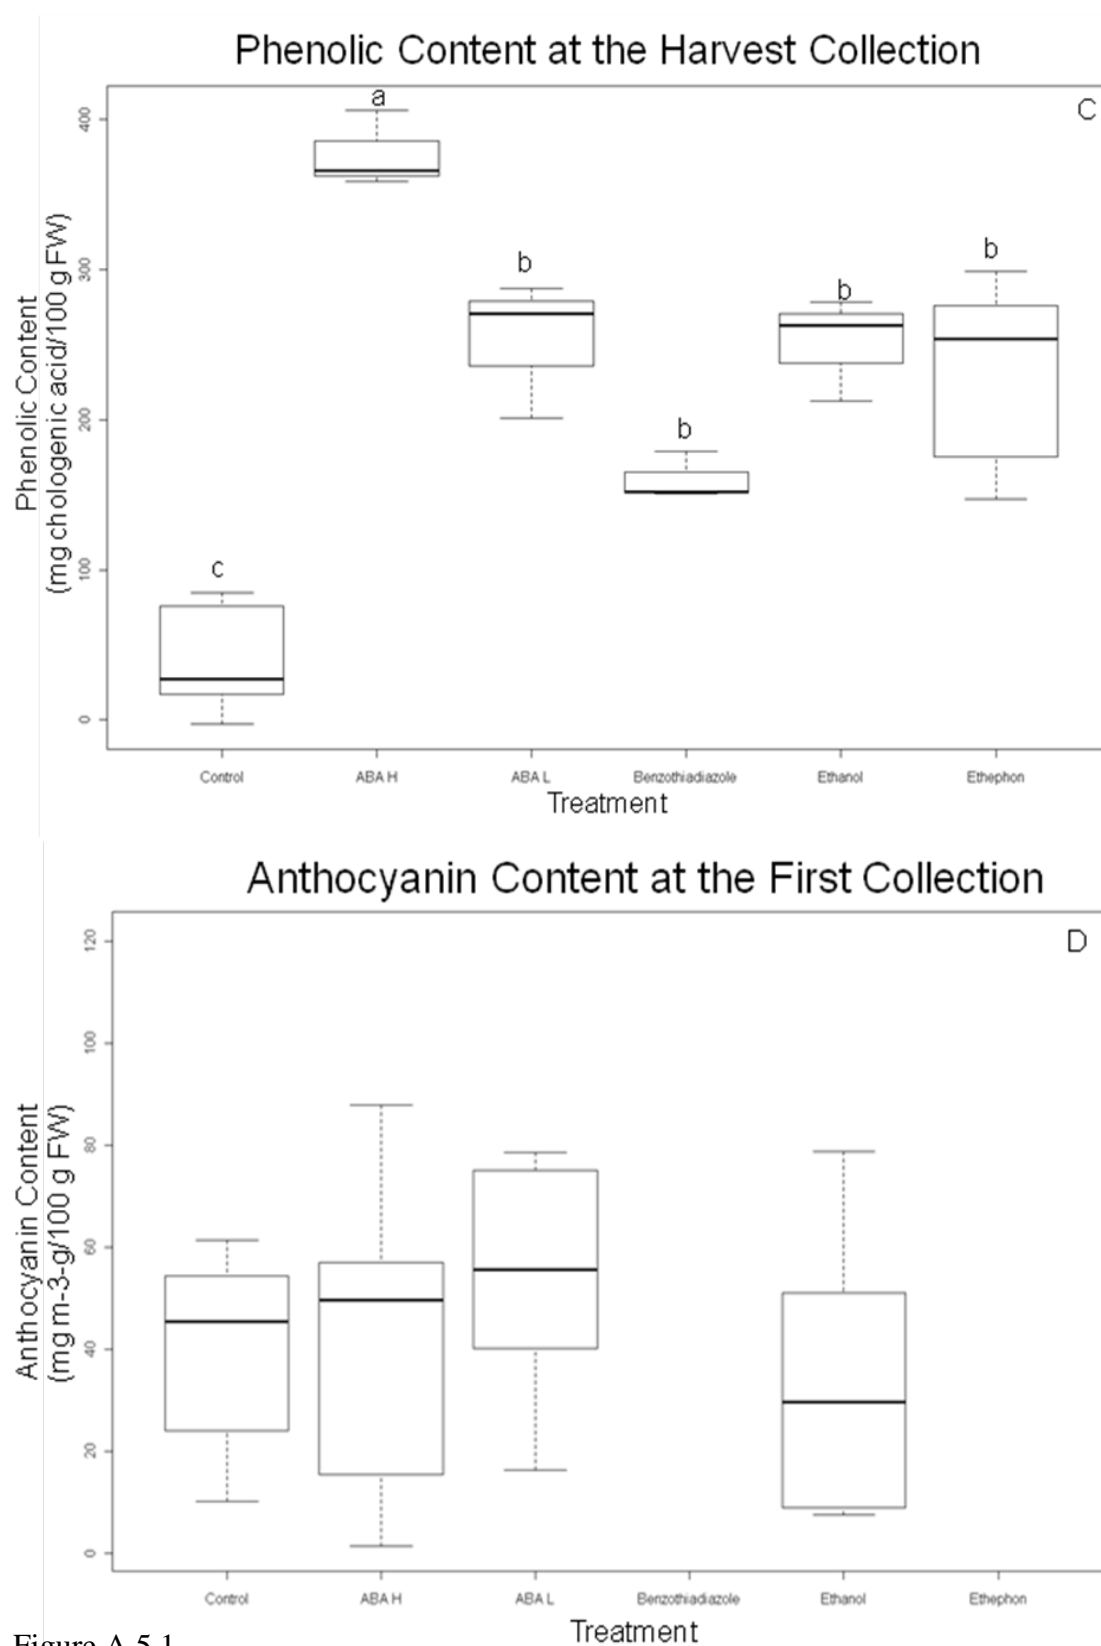 Phenolic Content at the Harvest Collection
C
Phenolic Content
(mg chologenic acid/100 g FW)
400
300
200
100
0
a
b
b
b
b
c
Control ABA H ABA L Benzothiadiazole Ethanol Ethephon
Treatment
Anthocyanin Content at the First Collection
D
Anthocyanin Content
(mg m-3-g/100 g FW)
120
100
80
60
40
20
0
Control ABA H ABA L Benzothiadiazole Ethanol Ethephon
Treatment
Figure A.5.1